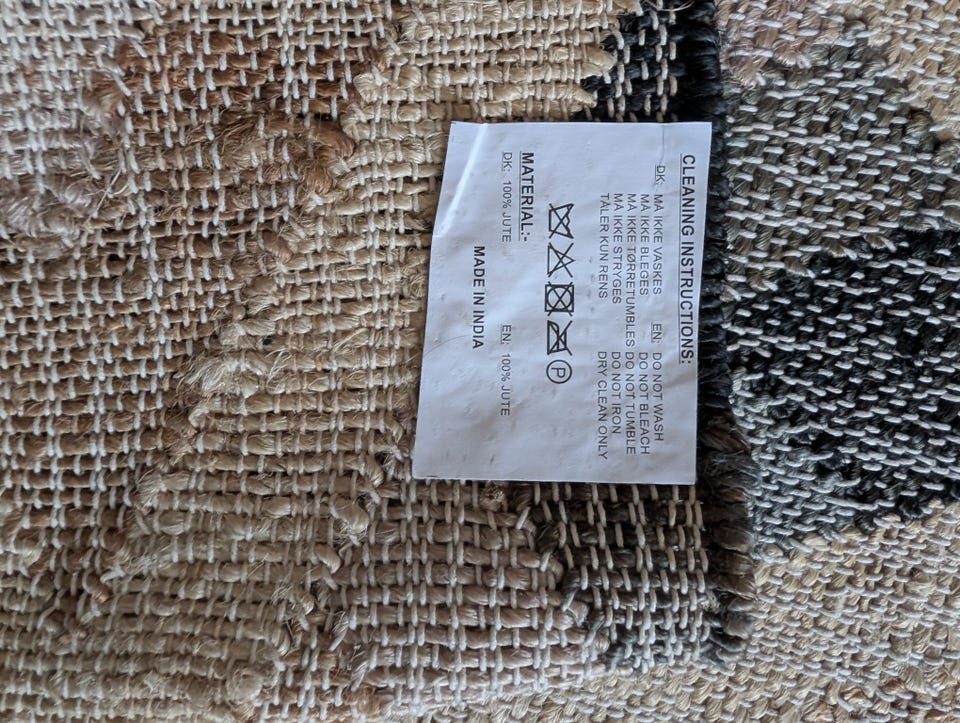 CLEANING INSTRUCTIONS:
DK: MÅ IKKE VASKES EN: DO NOT WASH
MÅ IKKE BLEGES DO NOT BLEACH
MÅ IKKE TØRRETUMBLES DO NOT TUMBLE
MÅ IKKE STRYGES DO NOT IRON
TÅLER KUN RENS DRY CLEAN ONLY
P
MATERIAL:-
DK: 100% JUTE EN: 100% JUTE
MADE IN INDIA